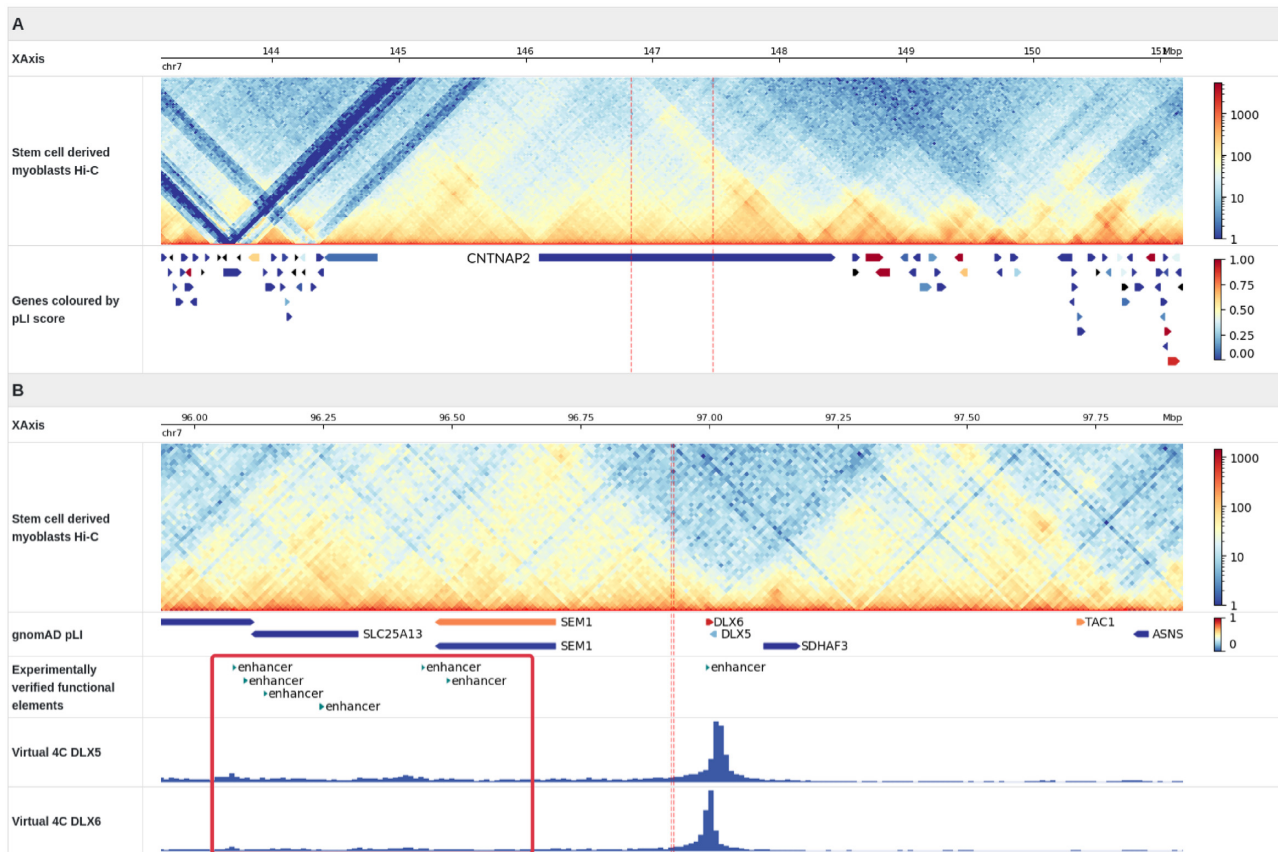 A
XAxis
144 145 146 147 148 149 150 151 Mbp
chr7
Stem cell derived
myoblasts Hi-C
1000
100
10
1
CNTNAP2
Genes coloured by
pLI score
1.00
0.75
0.50
0.25
0.00
B
XAxis
96.00 96.25 96.50 96.75 97.00 97.25 97.50 97.75 Mbp
chr7
Stem cell derived
myoblasts Hi-C
1000
100
10
1
gnomAD pLI
SEM1 DLX6 TAC1
SLC25A13 DLX5 ASNS
SEM1 SDHAF3
1
0
Experimentally
verified functional
elements
enhancer enhancer enhancer
enhancer enhancer
enhancer
enhancer
Virtual 4C DLX5
Virtual 4C DLX6